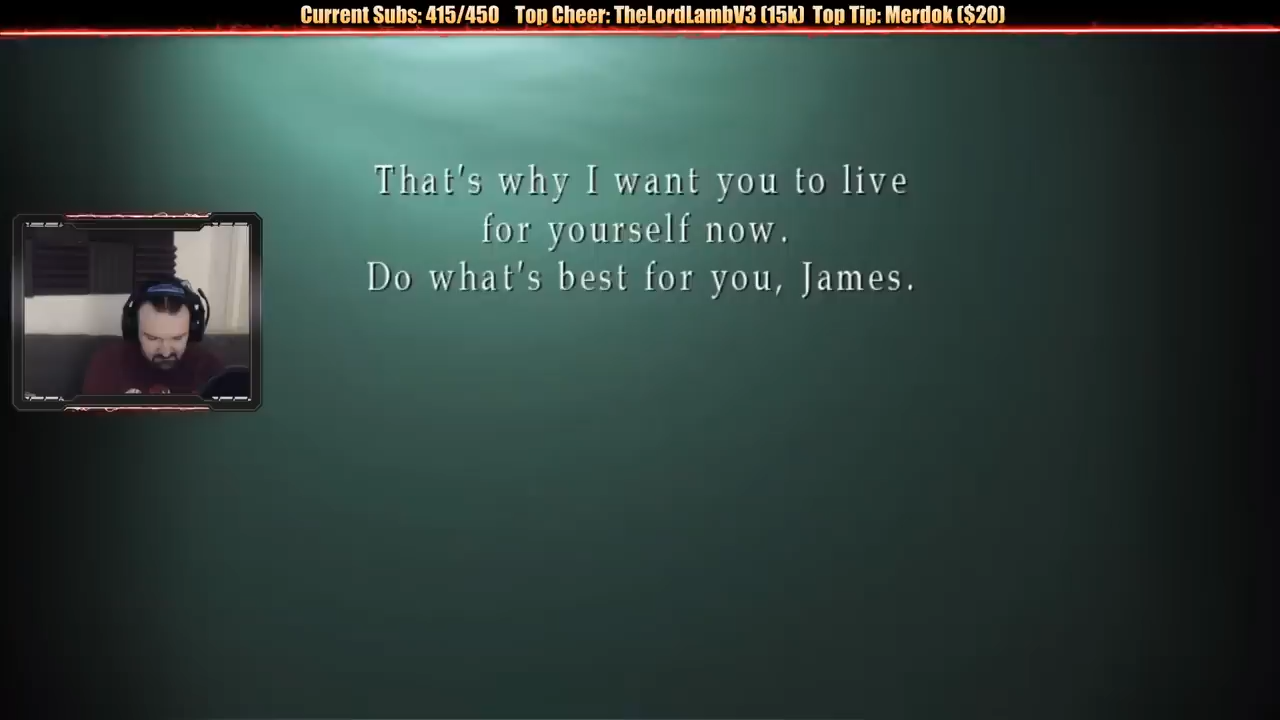 Current Subs: 415/450 Top Cheer: TheLordLambV3 (15k) Top Tip: Merdok ($20)
That's why I want you to live
for yourself now.
Do what's best for you, James.